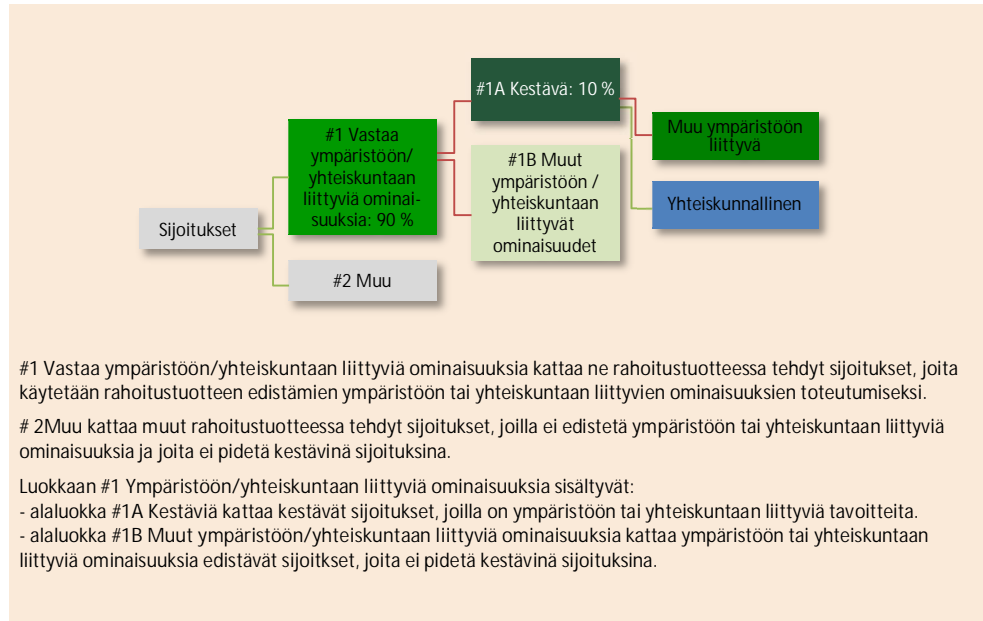 #1A Kestävä: 10 %
#1 Vastaa
ympäristöön/
yhteiskuntaan
liittyviä ominai-
suuksia: 90 %
Muu ympäristöön
liittyvä
#1B Muut
ympäristöön /
yhteiskuntaan
liittyvät
ominaisuudet
Yhteiskunnallinen
Sijoitukset
#2 Muu
#1 Vastaa ympäristöön/yhteiskuntaan liittyviä ominaisuuksia kattaa ne rahoitustuotteessa tehdyt sijoitukset, joita
käytetään rahoitustuotteen edistämien ympäristöön tai yhteiskuntaan liittyvien ominaisuuksien toteutumiseksi.
# 2Muu kattaa muut rahoitustuotteessa tehdyt sijoitukset, joilla ei edistetä ympäristöön tai yhteiskuntaan liittyviä
ominaisuuksia ja joita ei pidetä kestävinä sijoituksina.
Luokkaan #1 Ympäristöön/yhteiskuntaan liittyviä ominaisuuksia sisältyvät:
- alaluokka #1A Kestäviä kattaa kestävät sijoitukset, joilla on ympäristöön tai yhteiskuntaan liittyviä tavoitteita.
- alaluokka #1B Muut ympäristöön/yhteiskuntaan liittyviä ominaisuuksia kattaa ympäristöön tai yhteiskuntaan
liittyviä ominaisuuksia edistävät sijoitkset, joita ei pidetä kestävinä sijoituksina.